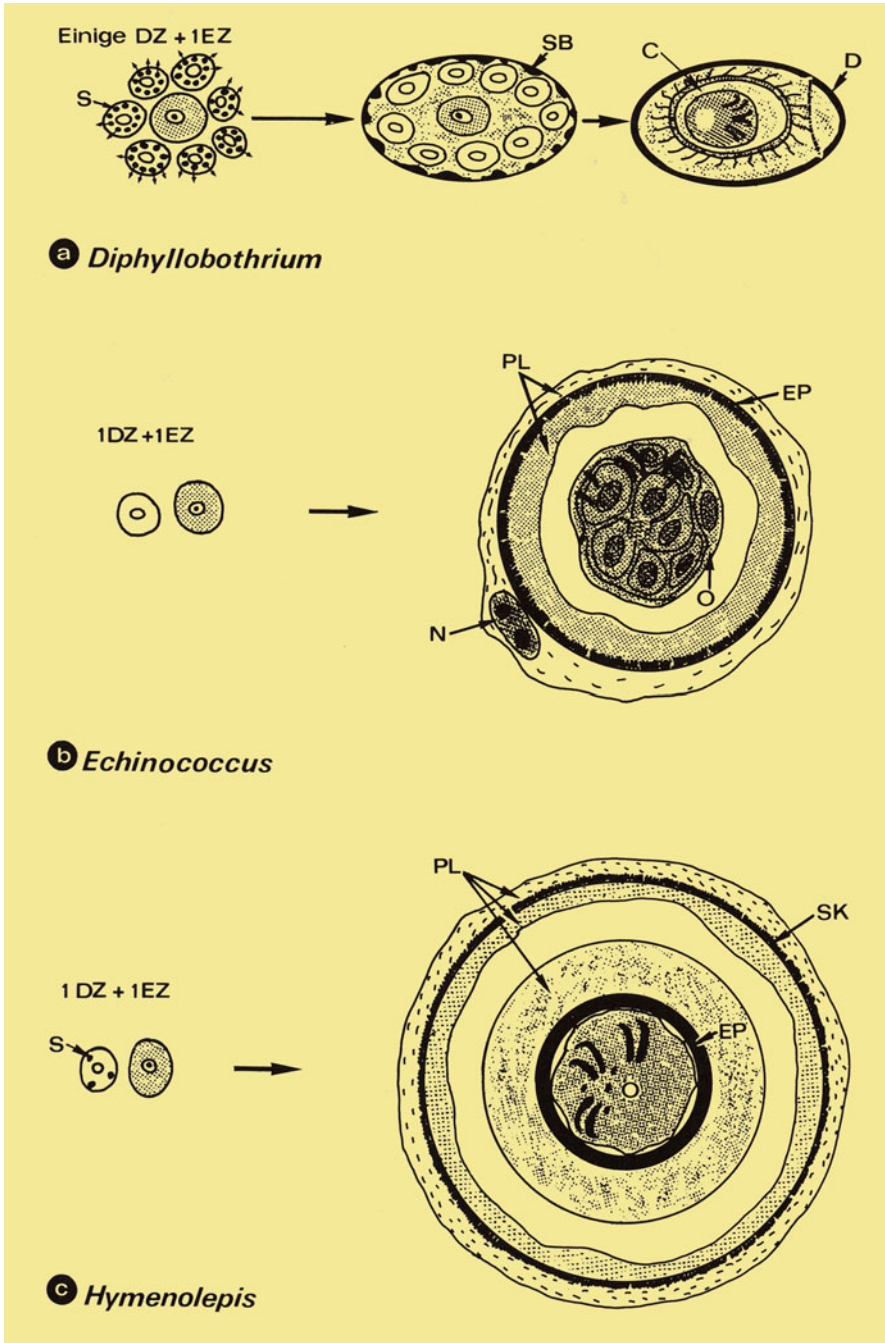 Einige DZ + 1EZ
S
SB
C
D
a Diphyllobothrium
PL
EP
1DZ + 1EZ
N
O
b Echinococcus
PL
SK
1 DZ + 1EZ
S
EP
O
c Hymenolepis